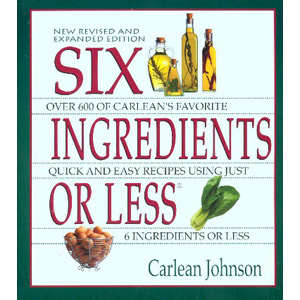 NEW REVISED AND
EXPANDED EDITION
SIX
OVER 600 OF CARLEAN'S FAVORITE
INGREDIENTS
QUICK AND EASY RECIPES USING JUST
OR LESS®
6 INGREDIENTS OR LESS
Carlean Johnson